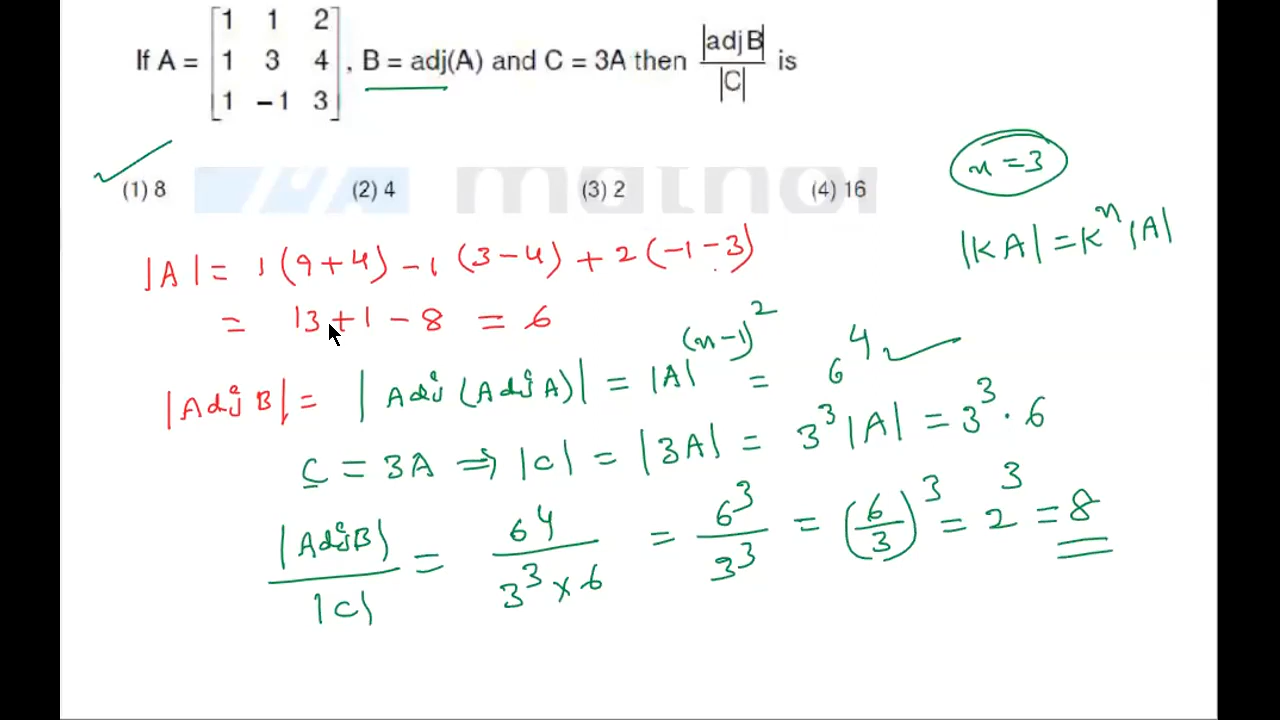 If A = [1 1 2
1 3 4
1 -1 3], B = adj(A) and C = 3A then |adj B| / |C| is
(1) 8 (2) 4 (3) 2 (4) 16
n = 3
|KA| = K^n |A|
|A| = 1(9+4) -1(3-4) + 2(-1-3)
= 13+1-8 = 6
|Adj B| = |Adj(Adj A)| = |A|^(n-1)^2 = 6^4
C = 3A ⇒ |C| = |3A| = 3^3 |A| = 3^3 · 6
|Adj B| / |C| = 6^4 / 3^3 × 6 = 6^3 / 3^3 = (6/3)^3 = 2^3 = 8